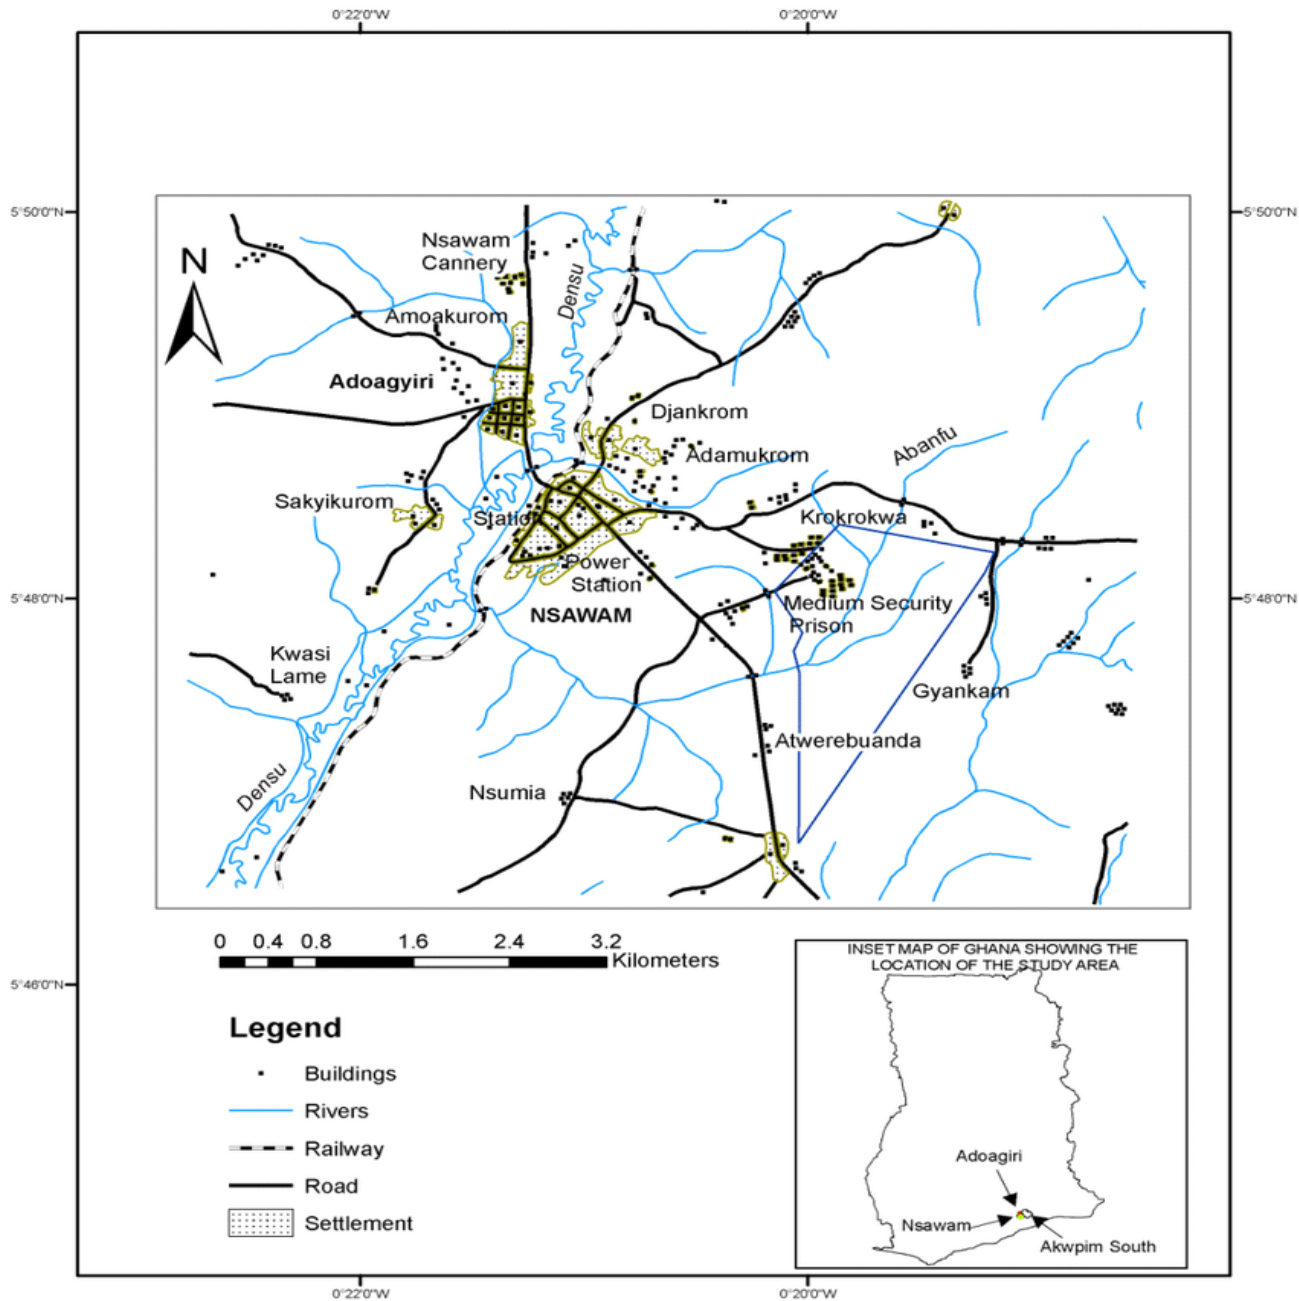 0°22'0"W
0°20'0"W
5°50'0"N
5°50'0"N
N
Nsawam
Cannery
Densu
Amoakurom
Adoagyiri
Djankrom
Adamukrom
Abanfu
Sakyikurom
Station
Krokrokwa
Power
Station
5°48'0"N
5°48'0"N
NSAWAM
Medium Security
Prison
Kwasi
Lame
Gyankam
Atwerebuanda
Densu
Nsumia
0 0.4 0.8 1.6 2.4 3.2
Kilometers
5°46'0"N
5°46'0"N
INSET MAP OF GHANA SHOWING THE
LOCATION OF THE STUDY AREA
Legend
Buildings
Rivers
Railway
Road
Settlement
Adoagiri
Nsawam
Akwpim South
0°22'0"W
0°20'0"W